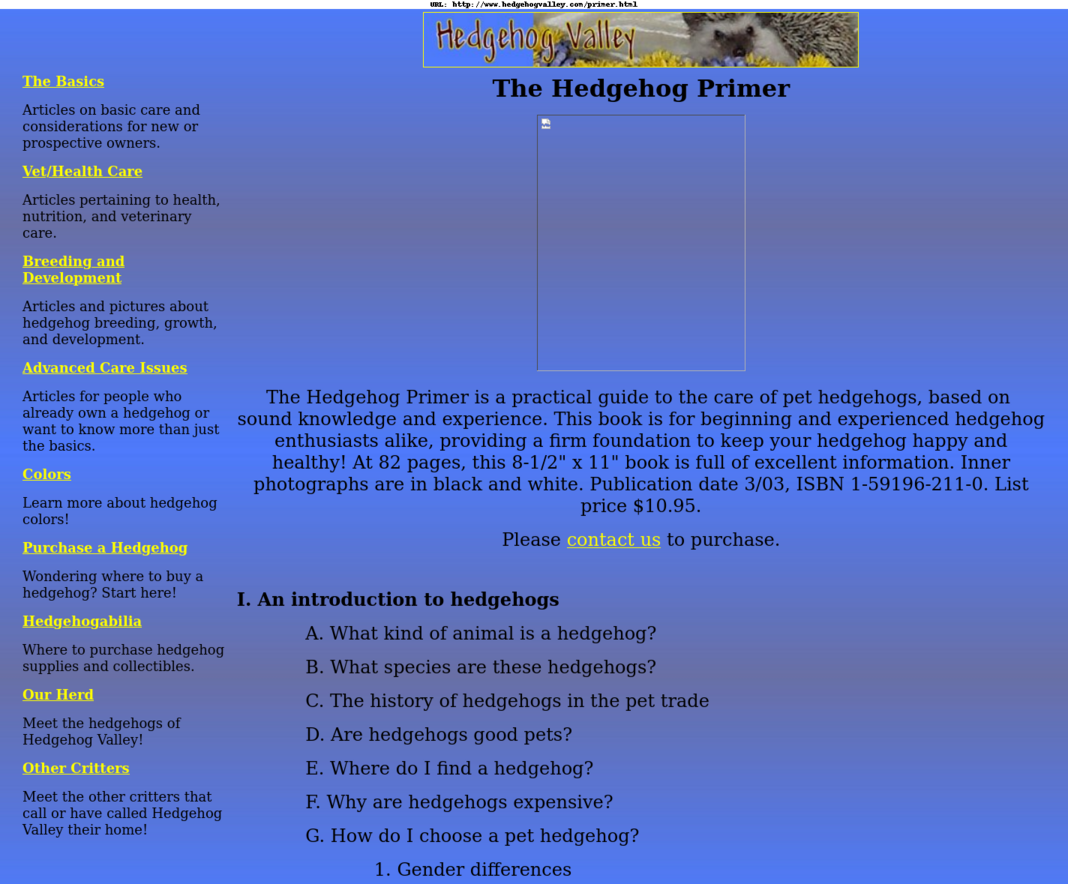 URL: http://www.hedgehogvalley.com/primer.html
Hedgehog Valley
The Basics
Articles on basic care and
considerations for new or
prospective owners.
Vet/Health Care
Articles pertaining to health,
nutrition, and veterinary
care.
Breeding and
Development
Articles and pictures about
hedgehog breeding, growth,
and development.
Advanced Care Issues
Articles for people who
already own a hedgehog or
want to know more than just
the basics.
Colors
Learn more about hedgehog
colors!
Purchase a Hedgehog
Wondering where to buy a
hedgehog? Start here!
Hedgehogabilia
Where to purchase hedgehog
supplies and collectibles.
Our Herd
Meet the hedgehogs of
Hedgehog Valley!
Other Critters
Meet the other critters that
call or have called Hedgehog
Valley their home!
The Hedgehog Primer
The Hedgehog Primer is a practical guide to the care of pet hedgehogs, based on
sound knowledge and experience. This book is for beginning and experienced hedgehog
enthusiasts alike, providing a firm foundation to keep your hedgehog happy and
healthy! At 82 pages, this 8-1/2" x 11" book is full of excellent information. Inner
photographs are in black and white. Publication date 3/03, ISBN 1-59196-211-0. List
price $10.95.
Please contact us to purchase.
I. An introduction to hedgehogs
A. What kind of animal is a hedgehog?
B. What species are these hedgehogs?
C. The history of hedgehogs in the pet trade
D. Are hedgehogs good pets?
E. Where do I find a hedgehog?
F. Why are hedgehogs expensive?
G. How do I choose a pet hedgehog?
1. Gender differences